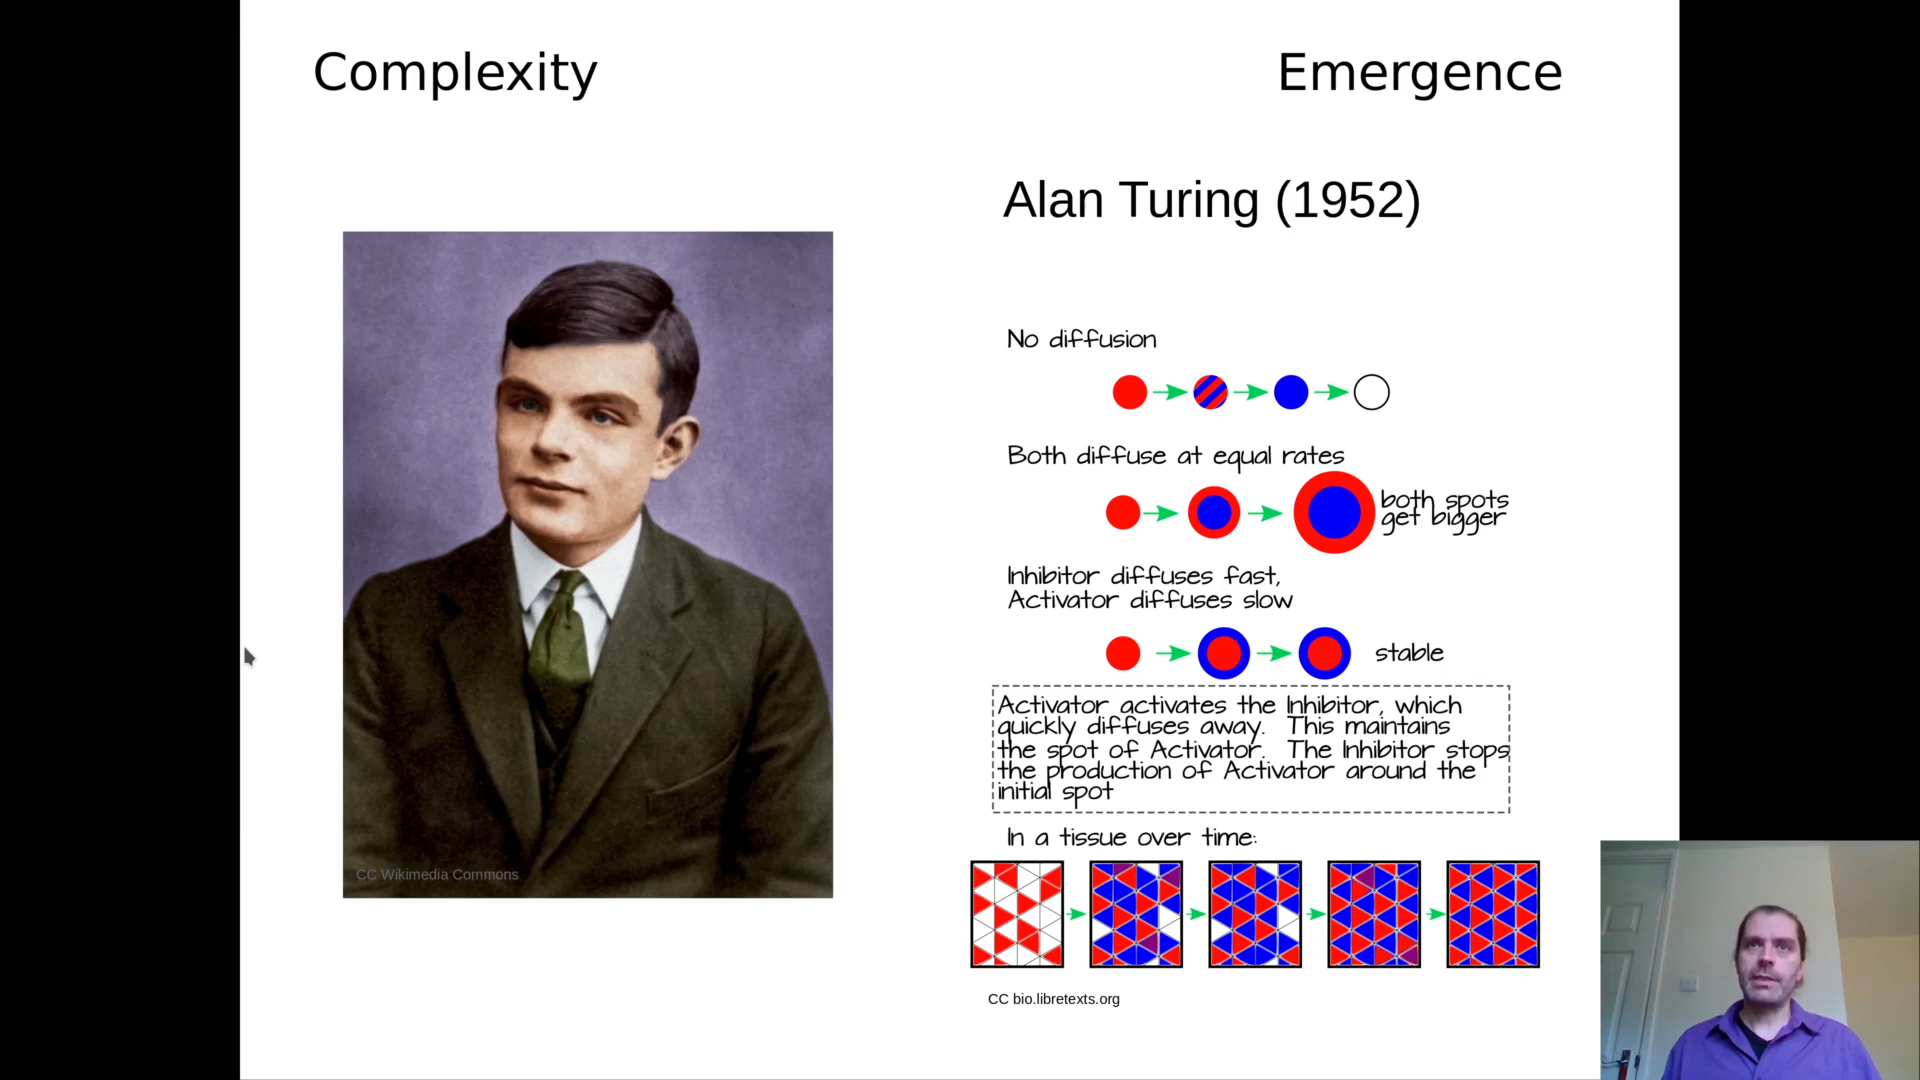 Complexity
Emergence
Alan Turing (1952)
No diffusion
Both diffuse at equal rates
both spots
get bigger
Inhibitor diffuses fast,
Activator diffuses slow
stable
Activator activates the Inhibitor, which
quickly diffuses away. This maintains
the spot of Activator. The Inhibitor stops
the production of Activator around the
initial spot
In a tissue over time:
CC Wikimedia Commons
CC bio.libretexts.org